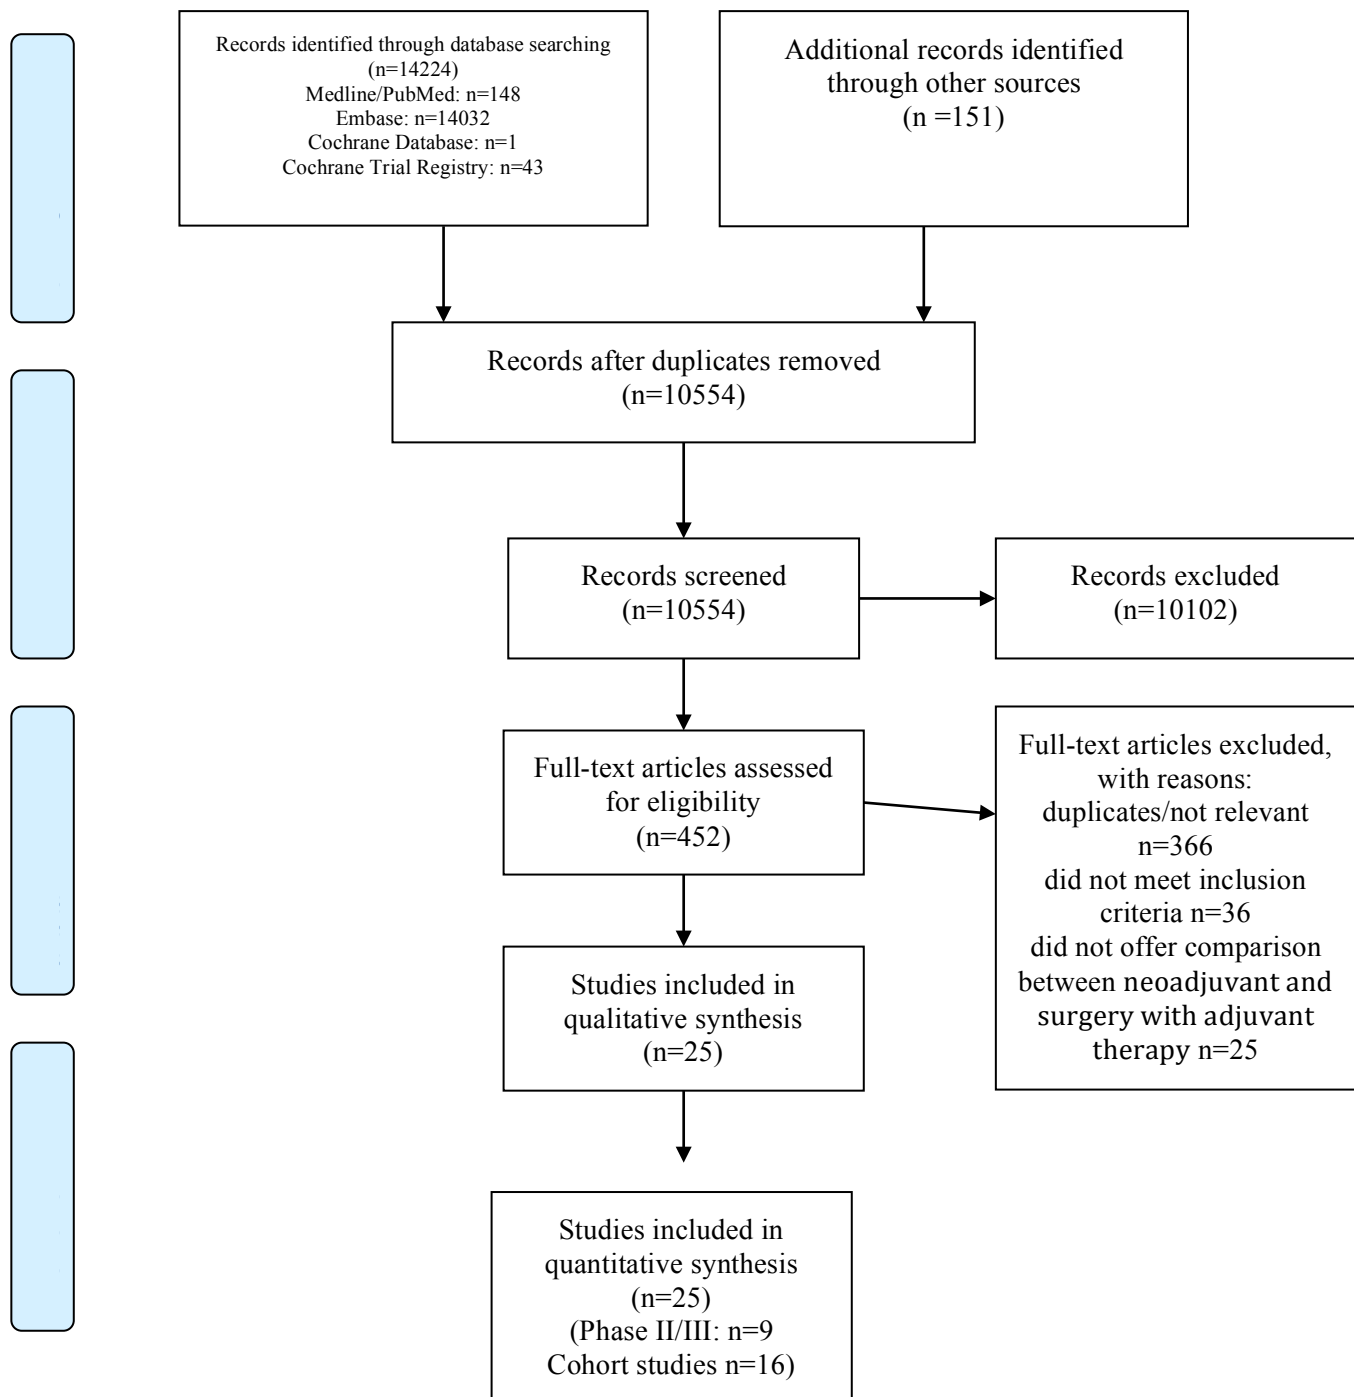 Records identified through database searching
(n=14224)
Medline/PubMed: n=148
Embase: n=14032
Cochrane Database: n=1
Cochrane Trial Registry: n=43
Additional records identified
through other sources
(n =151)
Records after duplicates removed
(n=10554)
Records screened
(n=10554)
Records excluded
(n=10102)
Full-text articles assessed
for eligibility
(n=452)
Full-text articles excluded,
with reasons:
duplicates/not relevant
n=366
did not meet inclusion
criteria n=36
did not offer comparison
between neoadjuvant and
surgery with adjuvant
therapy n=25
Studies included in
qualitative synthesis
(n=25)
Studies included in
quantitative synthesis
(n=25)
(Phase II/III: n=9
Cohort studies n=16)